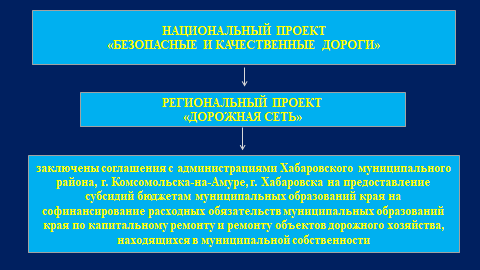 НАЦИОНАЛЬНЫЙ ПРОЕКТ
«БЕЗОПАСНЫЕ И КАЧЕСТВЕННЫЕ ДОРОГИ»
РЕГИОНАЛЬНЫЙ ПРОЕКТ
«ДОРОЖНАЯ СЕТЬ»
заключены соглашения с администрациями Хабаровского муниципального
района, г. Комсомольска-на-Амуре, г. Хабаровска на предоставление
субсидий бюджетам муниципальных образований края на
софинансирование расходных обязательств муниципальных образований
края по капитальному ремонту и ремонту объектов дорожного хозяйства,
находящихся в муниципальной собственности